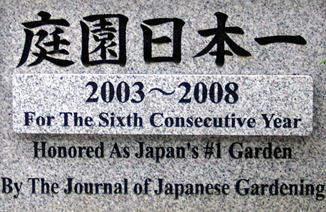 庭園日本一
2003～2008
For The Sixth Consecutive Year
Honored As Japan's #1 Garden
By The Journal of Japanese Gardening